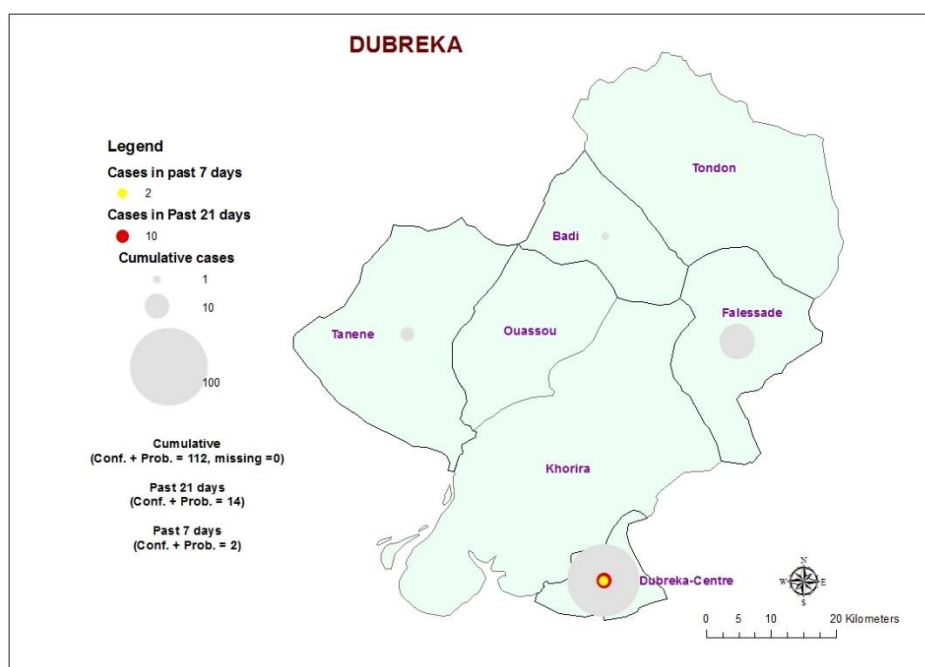 DUBREKA
Legend
Cases in past 7 days
2
Cases in Past 21 days
10
Cumulative cases
1
10
100
Cumulative
(Conf. + Prob. = 112, missing =0)
Past 21 days
(Conf. + Prob. = 14)
Past 7 days
(Conf. + Prob. = 2)
Tondon
Badi
Falessade
Tanene
Ouassou
Khorira
Dubreka-Centre
N
W E
S
0 5 10 20 Kilometers